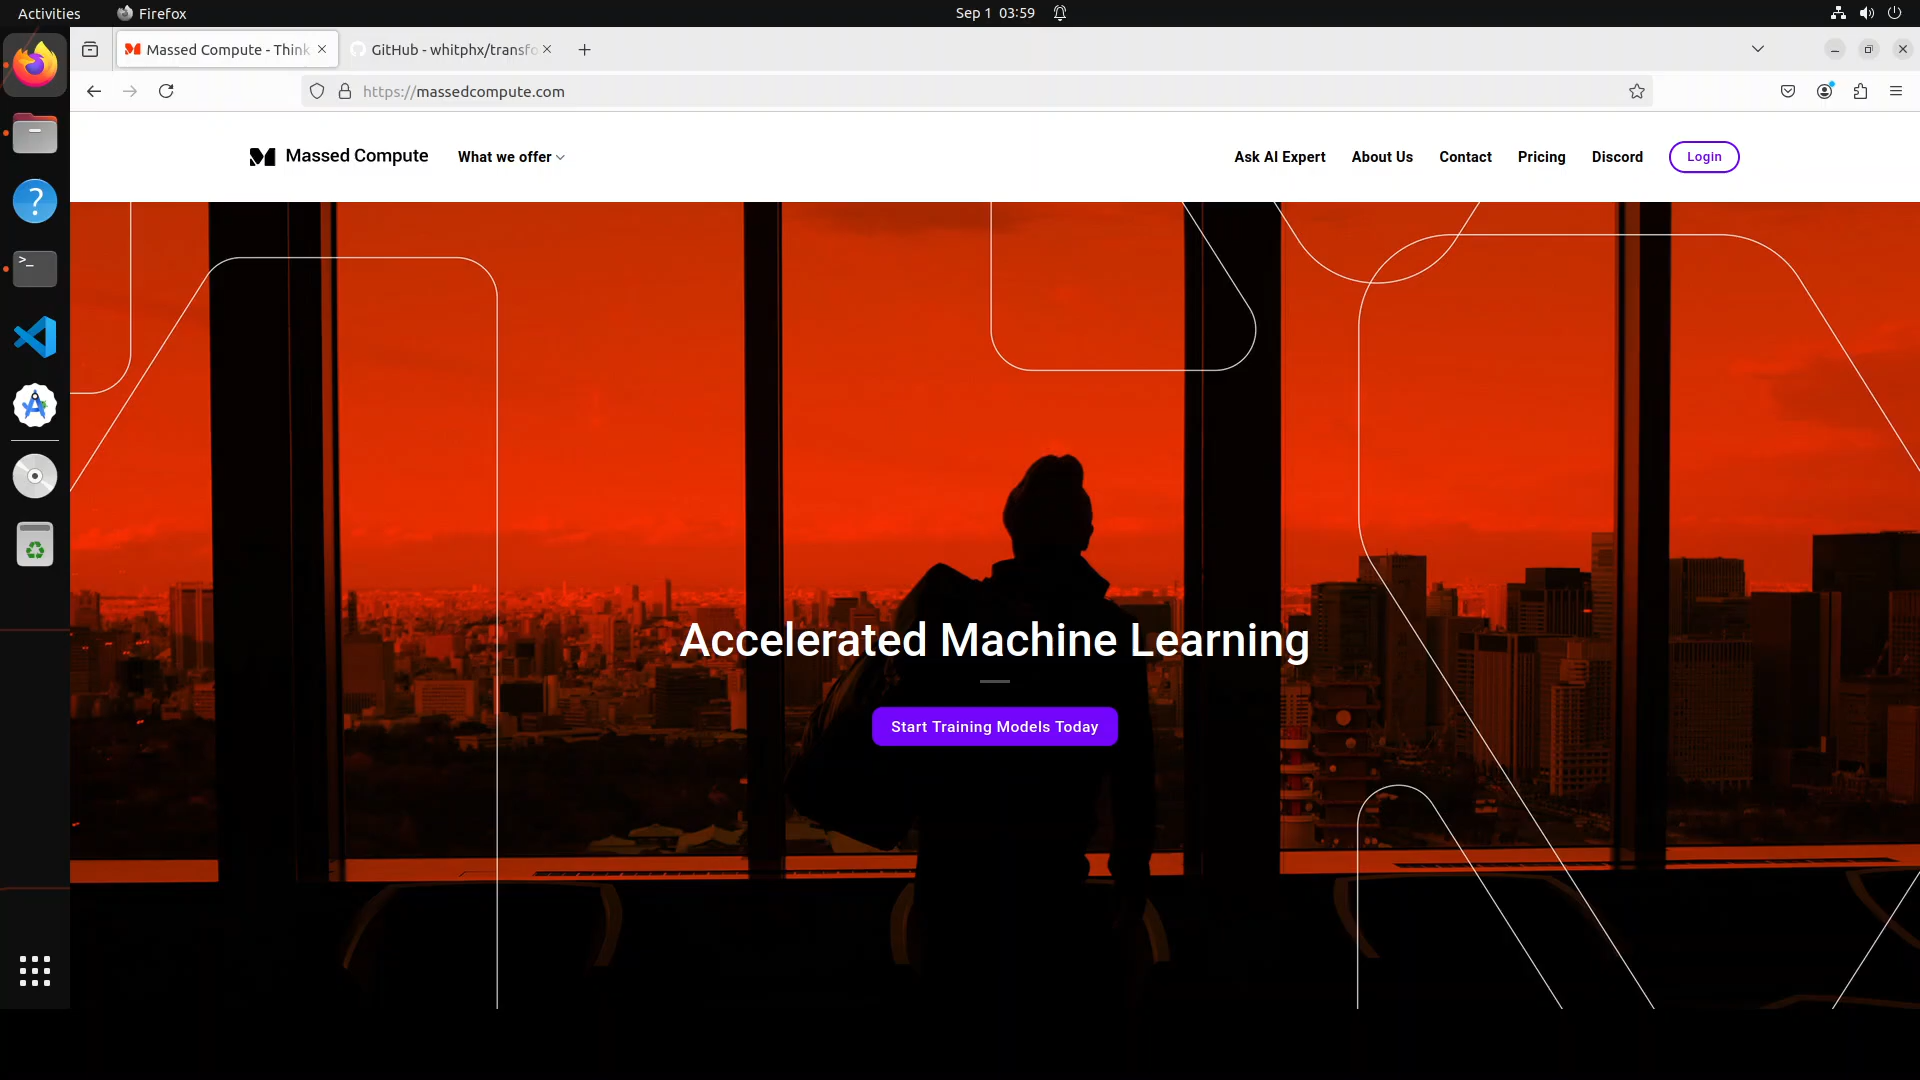 Activities
Firefox
Sep 1 03:59
Massed Compute - Think
GitHub - whitphx/transfo
https://massedcompute.com
Massed Compute
What we offer
Ask AI Expert
About Us
Contact
Pricing
Discord
Login
Accelerated Machine Learning
Start Training Models Today